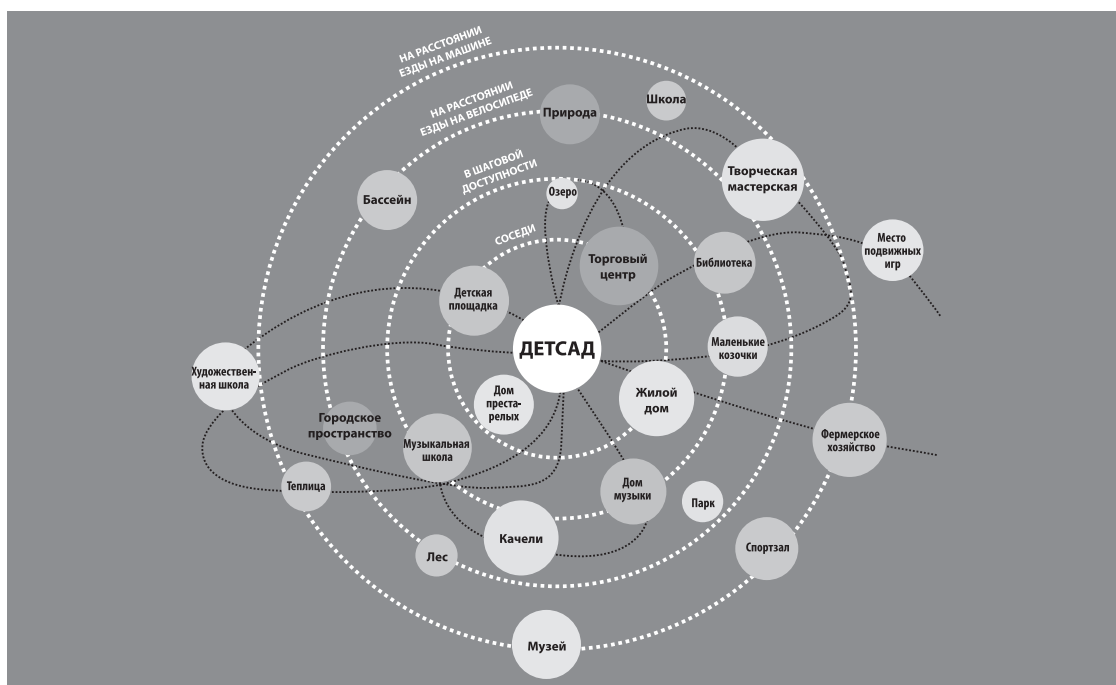 НА РАССТОЯНИИ
ЕЗДЫ НА МАШИНЕ
НА РАССТОЯНИИ
ЕЗДЫ НА ВЕЛОСИПЕДЕ
В ШАГОВОЙ
ДОСТУПНОСТИ
СОСЕДИ
Школа
Природа
Творческая
мастерская
Бассейн
Озеро
Место
подвижных
игр
Торговый
центр
Библиотека
Детская
площадка
ДЕТСАД
Маленькие
козочки
Художествен-
ная школа
Дом
преста-
релых
Жилой
дом
Городское
пространство
Музыкальная
школа
Фермерское
хозяйство
Теплица
Дом
музыки
Парк
Качели
Лес
Спортзал
Музей